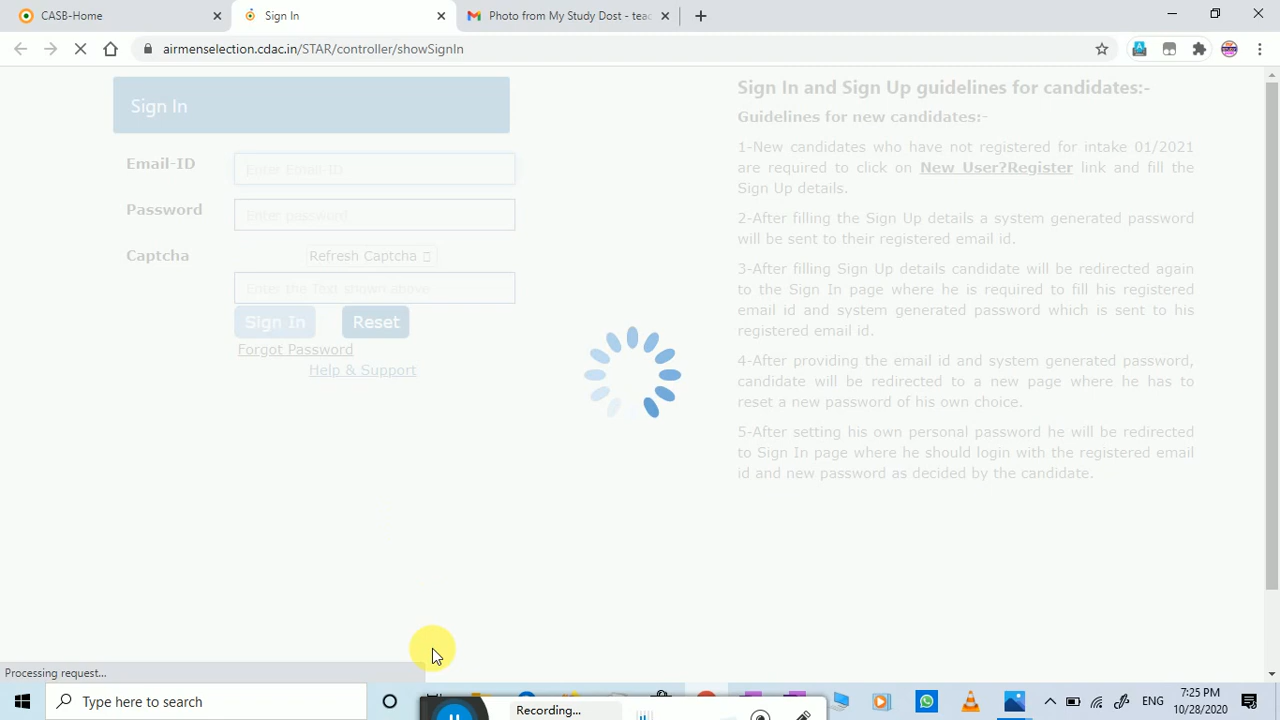 CASB-Home
Sign In
Photo from My Study Dost - teac
airmenselection.cdac.in/STAR/controller/showSignIn
Sign In
Email-ID
Enter Email-ID
Password
Enter password
Captcha
Refresh Captcha
Enter the Text shown above
Sign In
Reset
Forgot Password
Help & Support
Sign In and Sign Up guidelines for candidates:-
Guidelines for new candidates:-
1-New candidates who have not registered for intake 01/2021
are required to click on New User?Register link and fill the
Sign Up details.
2-After filling the Sign Up details a system generated password
will be sent to their registered email id.
3-After filling Sign Up details candidate will be redirected again
to the Sign In page where he is required to fill his registered
email id and system generated password which is sent to his
registered email id.
4-After providing the email id and system generated password,
candidate will be redirected to a new page where he has to
reset a new password of his own choice.
5-After setting his own personal password he will be redirected
to Sign In page where he should login with the registered email
id and new password as decided by the candidate.
Processing request...
Type here to search
Recording...
ENG
7:25 PM
10/28/2020